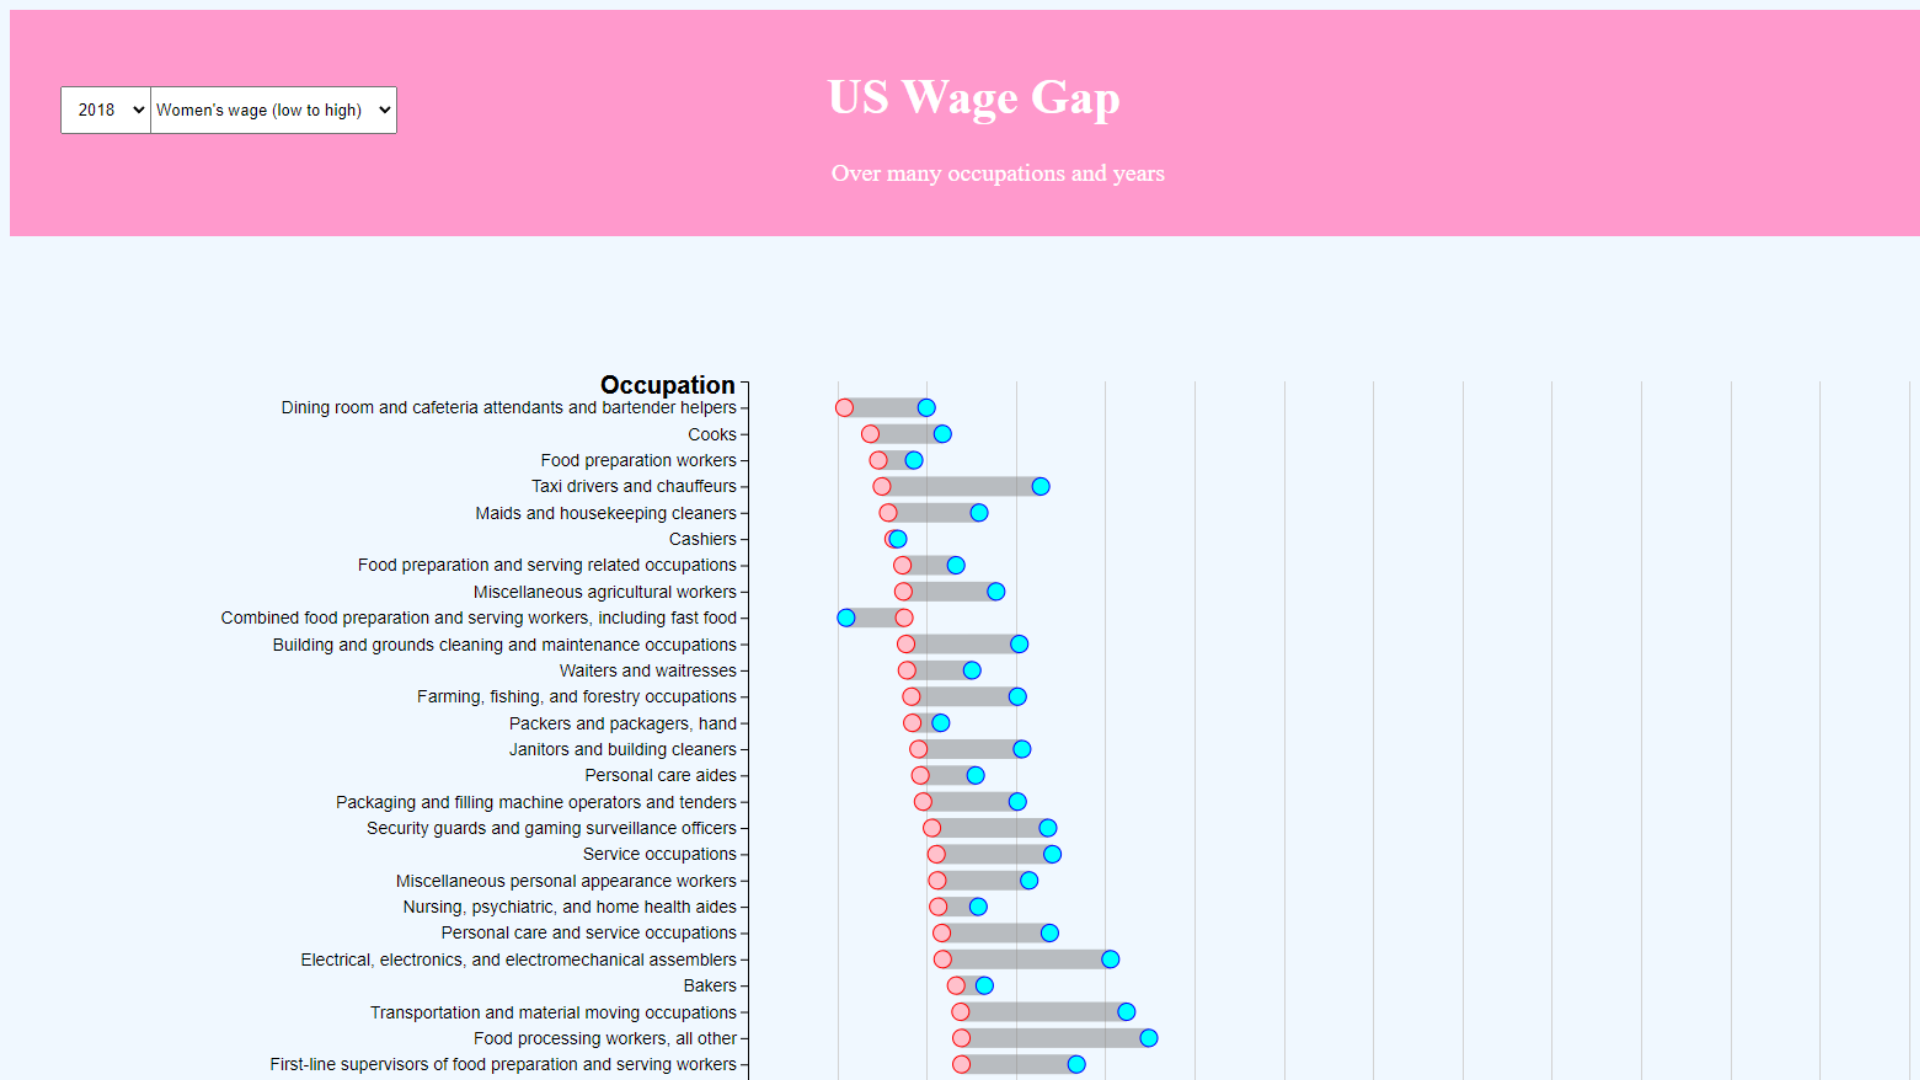 US Wage Gap
2018 Women's wage (low to high)
Over many occupations and years
Occupation
Dining room and cafeteria attendants and bartender helpers
Cooks
Food preparation workers
Taxi drivers and chauffeurs
Maids and housekeeping cleaners
Cashiers
Food preparation and serving related occupations
Miscellaneous agricultural workers
Combined food preparation and serving workers, including fast food
Building and grounds cleaning and maintenance occupations
Waiters and waitresses
Farming, fishing, and forestry occupations
Packers and packagers, hand
Janitors and building cleaners
Personal care aides
Packaging and filling machine operators and tenders
Security guards and gaming surveillance officers
Service occupations
Miscellaneous personal appearance workers
Nursing, psychiatric, and home health aides
Personal care and service occupations
Electrical, electronics, and electromechanical assemblers
Bakers
Transportation and material moving occupations
Food processing workers, all other
First-line supervisors of food preparation and serving workers